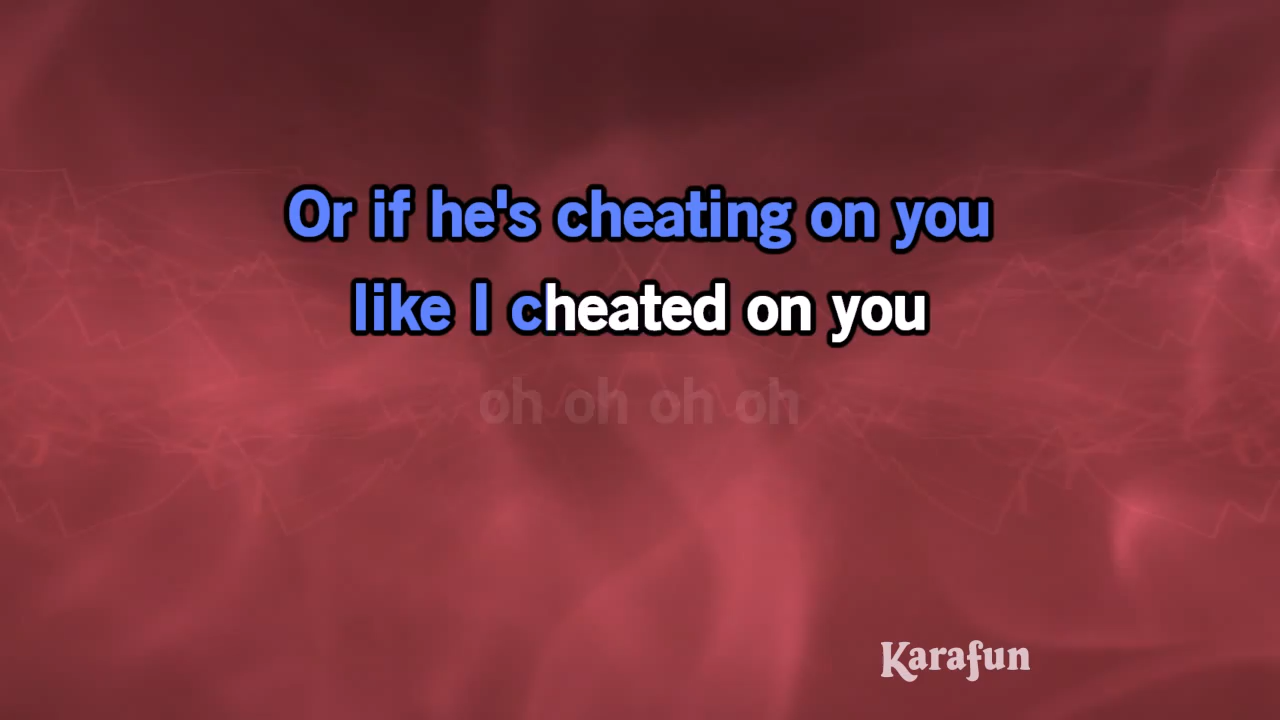 Or if he's cheating on you
like I cheated on you
oh oh oh oh
Karafun